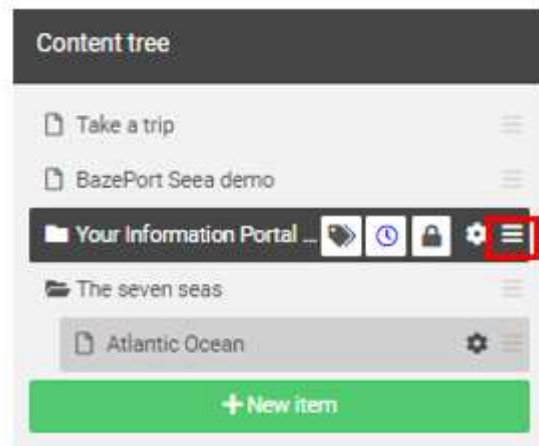 Content tree
Take a trip
BazePort Seea demo
Your Information Portal ...
The seven seas
Atlantic Ocean
+ New item